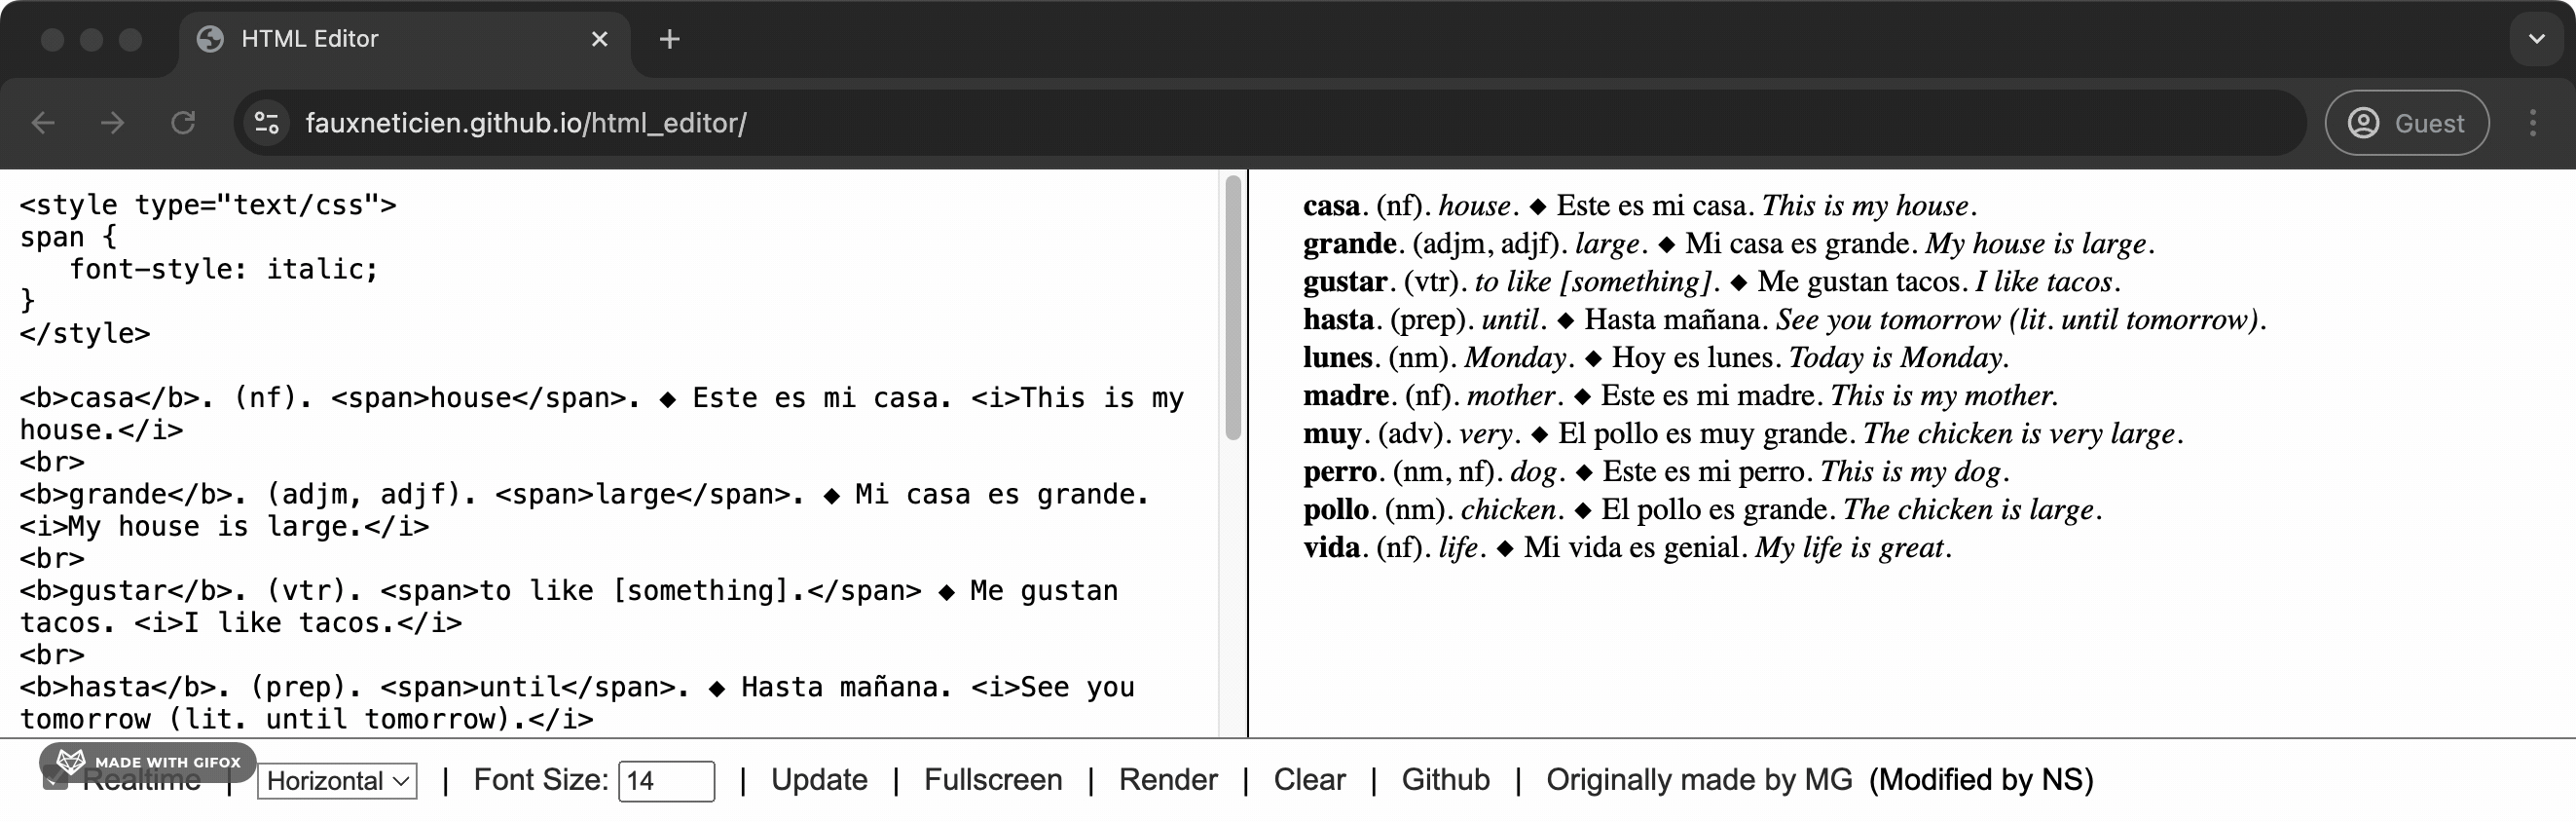 HTML Editor
fauxneticien.github.io/html_editor/
Guest
<style type="text/css">
span {
   font-style: italic;
}
</style>
<b>casa</b>. (nf). <span>house</span>. ◆ Este es mi casa. <i>This is my
house.</i>
<br>
<b>grande</b>. (adjm, adjf). <span>large</span>. ◆ Mi casa es grande.
<i>My house is large.</i>
<br>
<b>gustar</b>. (vtr). <span>to like [something].</span> ◆ Me gustan
tacos. <i>I like tacos.</i>
<br>
<b>hasta</b>. (prep). <span>until</span>. ◆ Hasta mañana. <i>See you
tomorrow (lit. until tomorrow).</i>
casa. (nf). house. ◆ Este es mi casa. This is my house.
grande. (adjm, adjf). large. ◆ Mi casa es grande. My house is large.
gustar. (vtr). to like [something]. ◆ Me gustan tacos. I like tacos.
hasta. (prep). until. ◆ Hasta mañana. See you tomorrow (lit. until tomorrow).
lunes. (nm). Monday. ◆ Hoy es lunes. Today is Monday.
madre. (nf). mother. ◆ Este es mi madre. This is my mother.
muy. (adv). very. ◆ El pollo es muy grande. The chicken is very large.
perro. (nm, nf). dog. ◆ Este es mi perro. This is my dog.
pollo. (nm). chicken. ◆ El pollo es grande. The chicken is large.
vida. (nf). life. ◆ Mi vida es genial. My life is great.
MADE WITH GIFOX
Realtime | Horizontal | Font Size: 14 | Update | Fullscreen | Render | Clear | Github | Originally made by MG (Modified by NS)